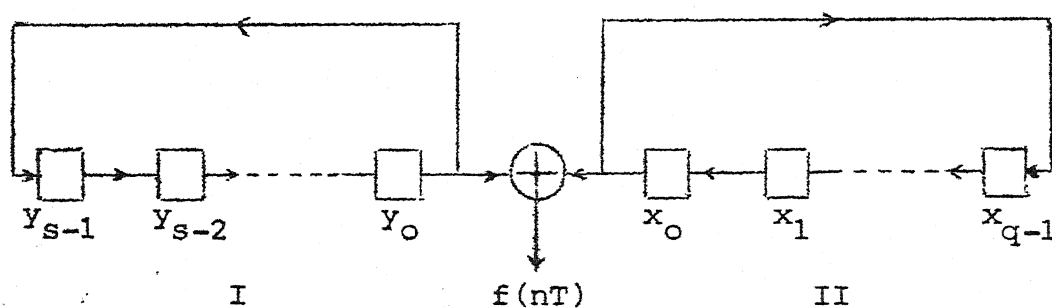 y_{s-1} y_{s-2} y_o x_o x_1 x_{q-1}
I f(nT) II